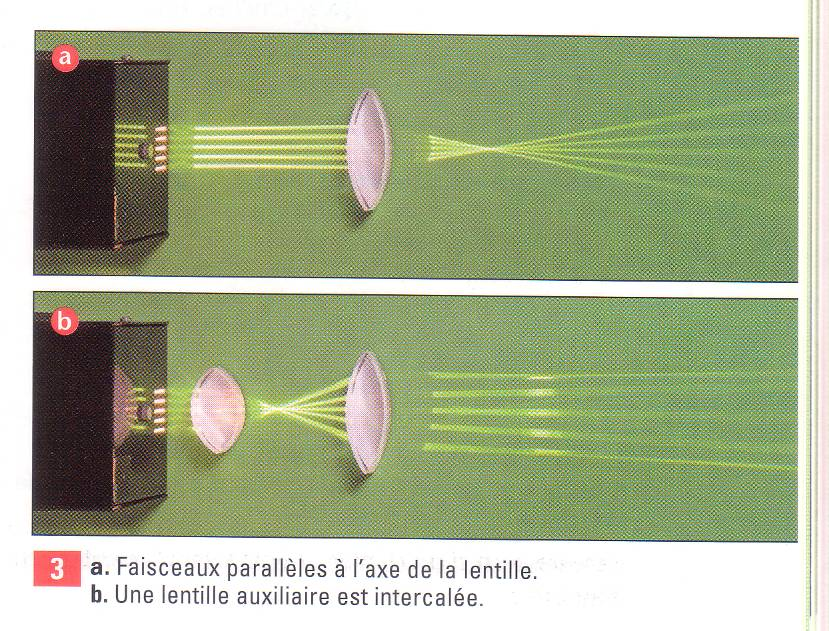 a
b
3 a. Faisceaux parallèles à l'axe de la lentille.
b. Une lentille auxiliaire est intercalée.